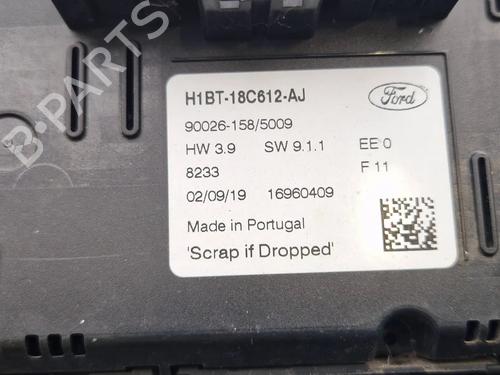 H1BT-18C612-AJ
Ford
90026-158/5009
HW 3.9 SW 9.1.1 EE 0
8233 F 11
02/09/19 16960409
Made in Portugal
'Scrap if Dropped'